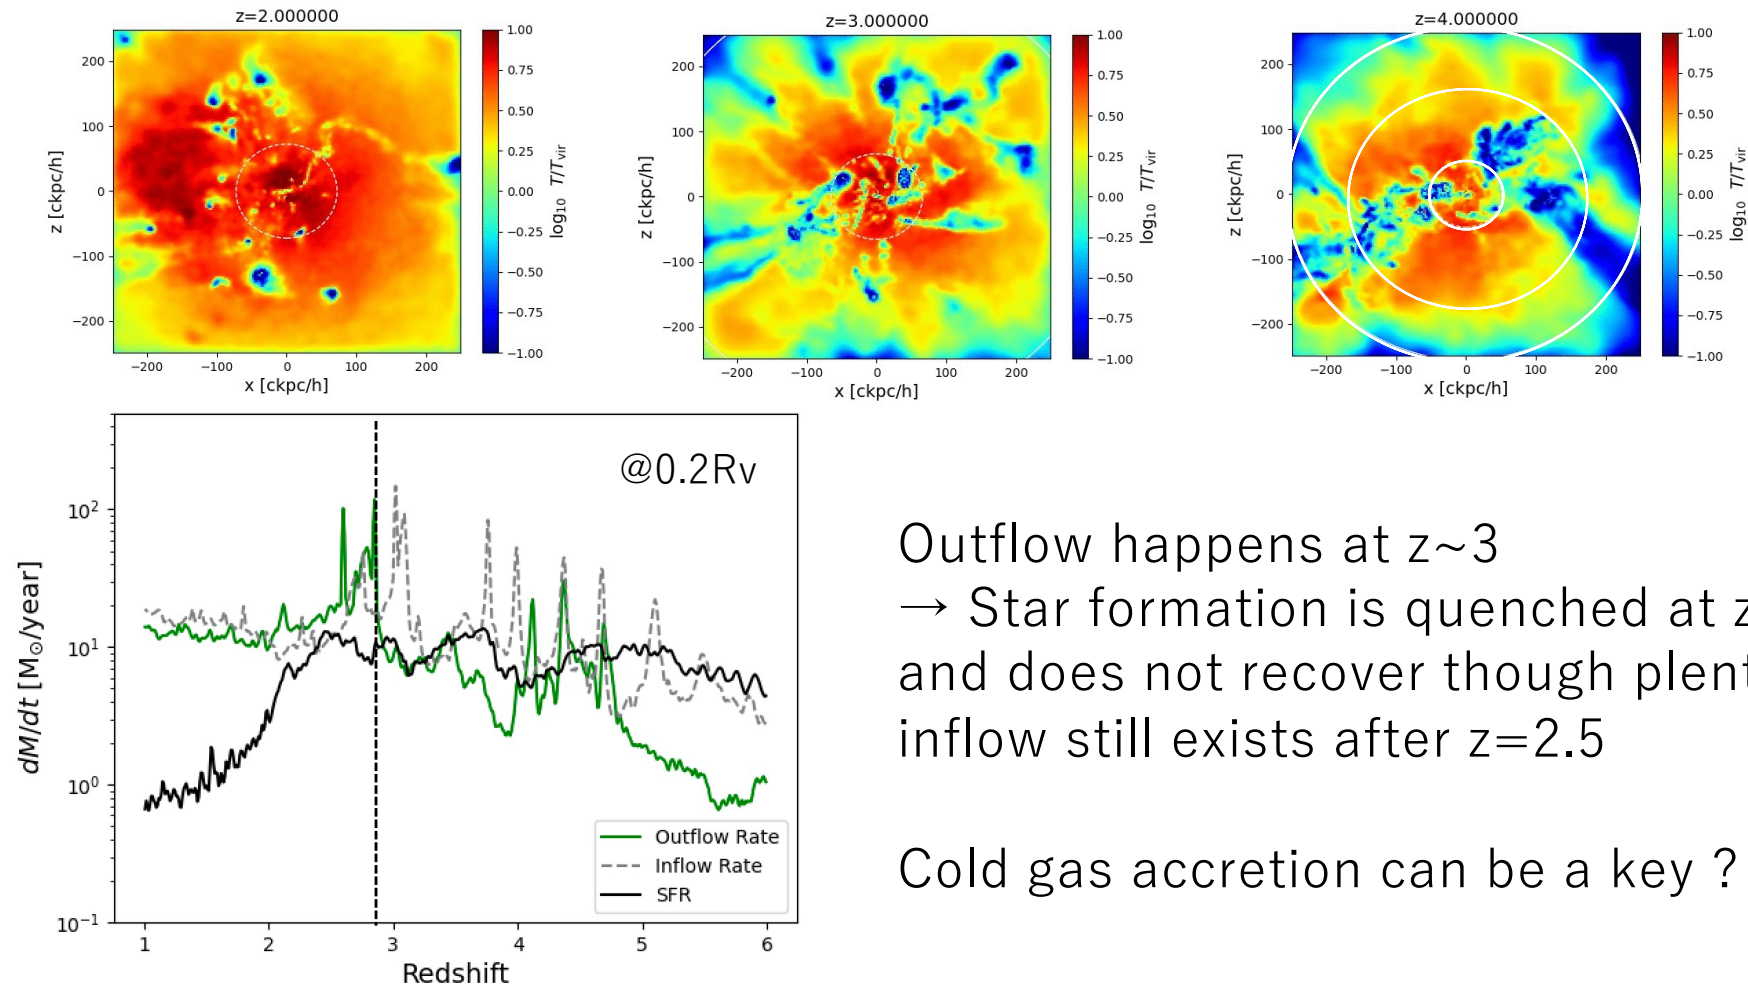 z=2.000000
z=3.000000
z=4.000000
200
100
0
−100
−200
z [ckpc/h]
−200 −100 0 100 200
x [ckpc/h]
1.00
0.75
0.50
0.25
0.00
−0.25
−0.50
−0.75
−1.00
log₁₀ T/Tvir
200
100
0
−100
−200
z [ckpc/h]
−200 −100 0 100 200
x [ckpc/h]
1.00
0.75
0.50
0.25
0.00
−0.25
−0.50
−0.75
−1.00
log₁₀ T/Tvir
200
100
0
−100
−200
z [ckpc/h]
−200 −100 0 100 200
x [ckpc/h]
1.00
0.75
0.50
0.25
0.00
−0.25
−0.50
−0.75
−1.00
log₁₀ T/Tvir
@0.2Rv
10²
10¹
10⁰
10⁻¹
dM/dt [M⊙/year]
Outflow Rate
Inflow Rate
SFR
1 2 3 4 5 6
Redshift
Outflow happens at z~3
→ Star formation is quenched at z
and does not recover though
inflow still exists after z=2.5
Cold gas accretion can be a key ?